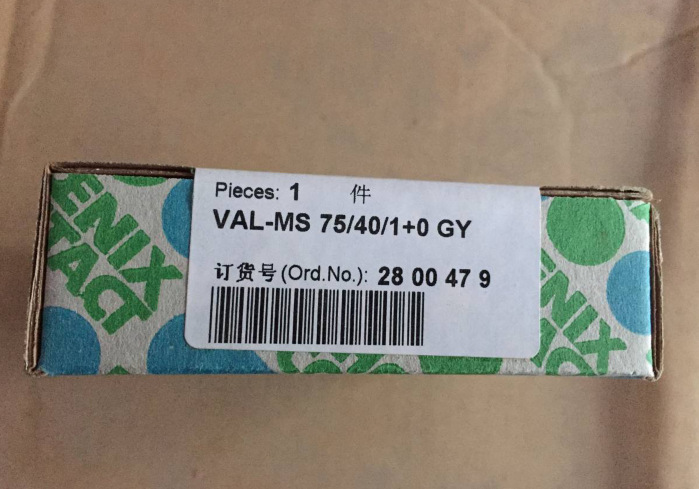 Pieces: 1 件
VAL-MS 75/40/1+0 GY
订货号(Ord.No.): 28 00 47 9
ENIX
TACT
ENIX
TACT